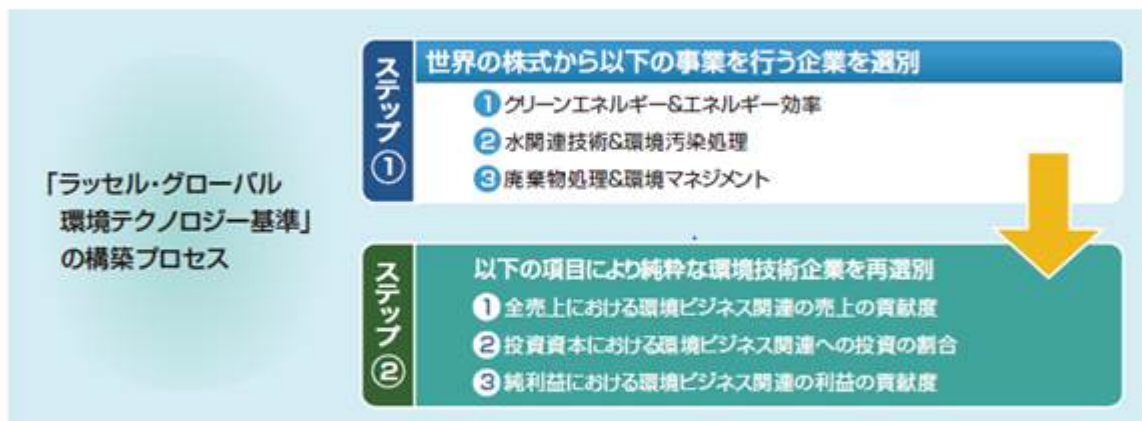 「ラッセル・グローバル
環境テクノロジー基準」
の構築プロセス
ステップ①
世界の株式から以下の事業を行う企業を選別
①グリーンエネルギー&エネルギー効率
②水関連技術&環境汚染処理
③廃棄物処理&環境マネジメント
ステップ②
以下の項目により純粋な環境技術企業を再選別
①全売上における環境ビジネス関連の売上の貢献度
②投資資本における環境ビジネス関連への投資の割合
③純利益における環境ビジネス関連の利益の貢献度